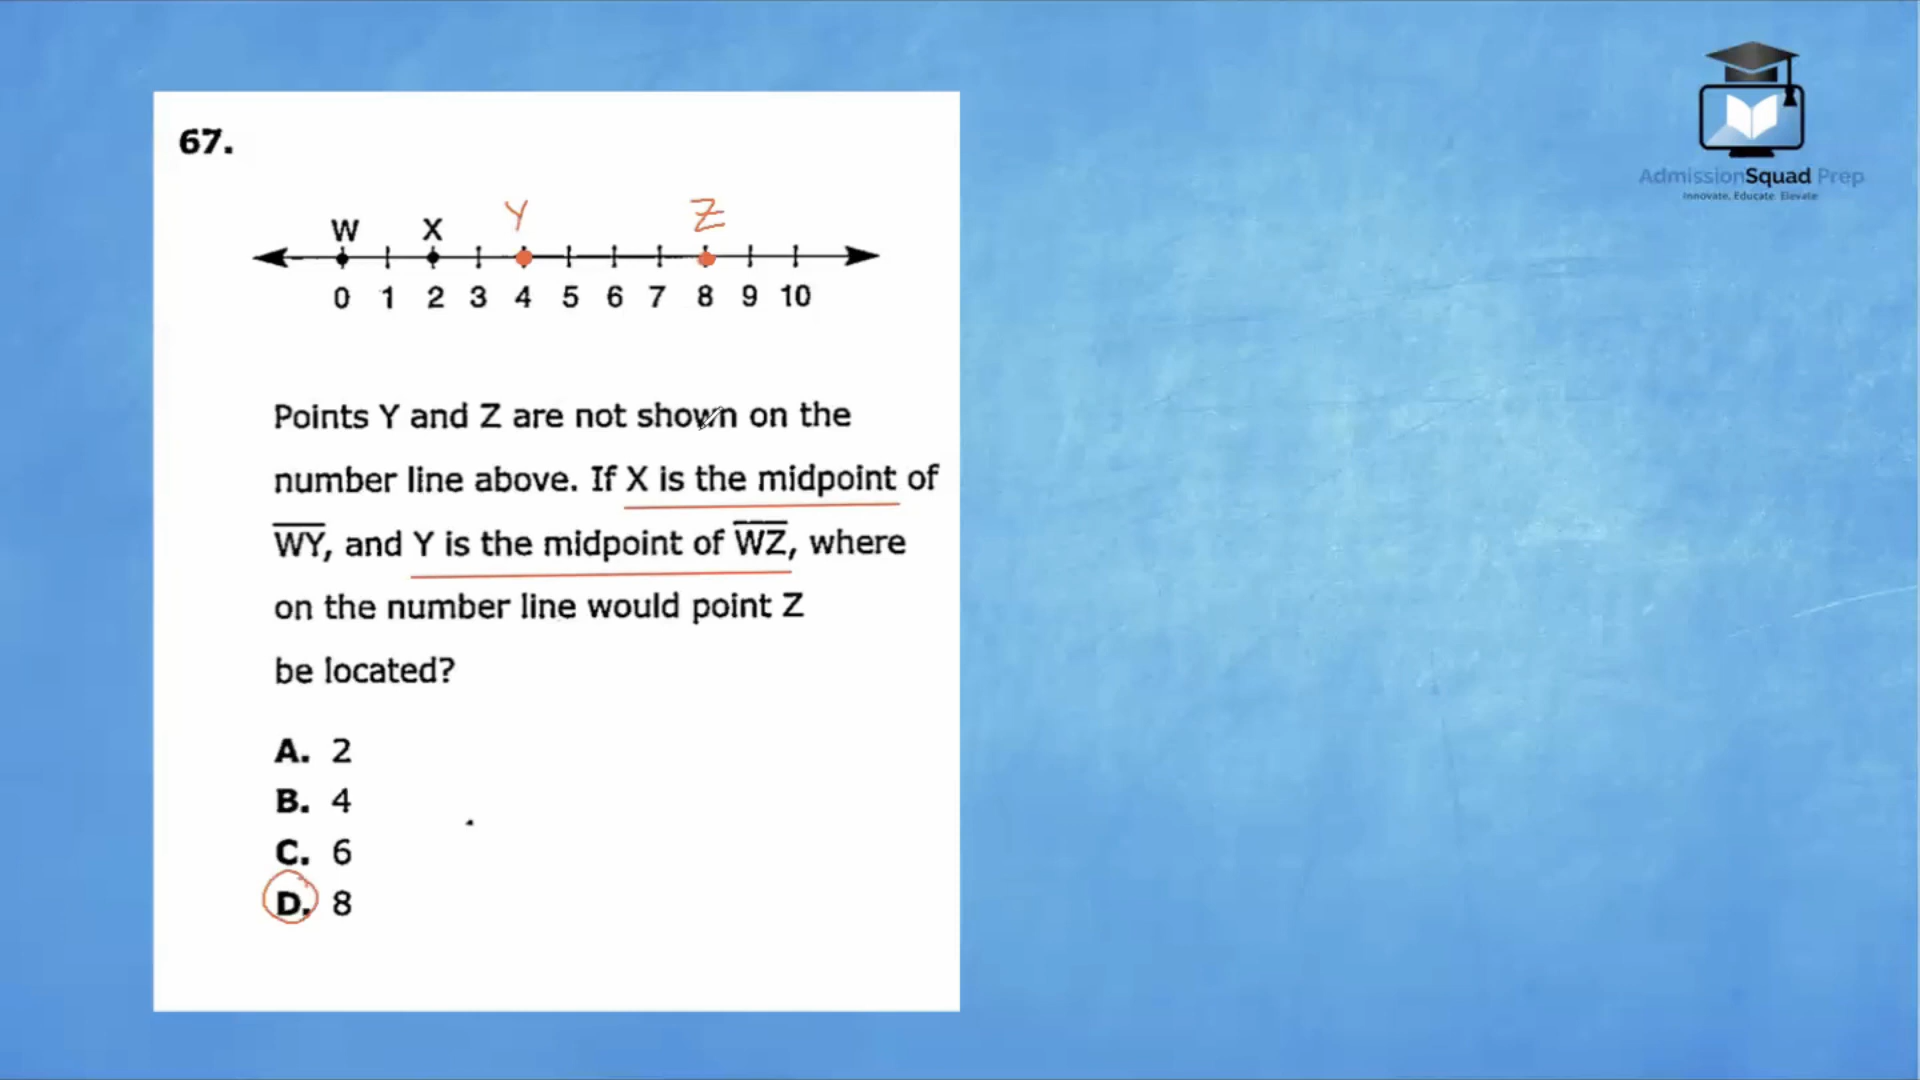 67.
AdmissionSquad Prep
Innovate. Educate. Elevate
Y Z
W X
0 1 2 3 4 5 6 7 8 9 10
Points Y and Z are not shown on the
number line above. If X is the midpoint of
WY, and Y is the midpoint of WZ, where
on the number line would point Z
be located?
A. 2
B. 4
C. 6
D. 8